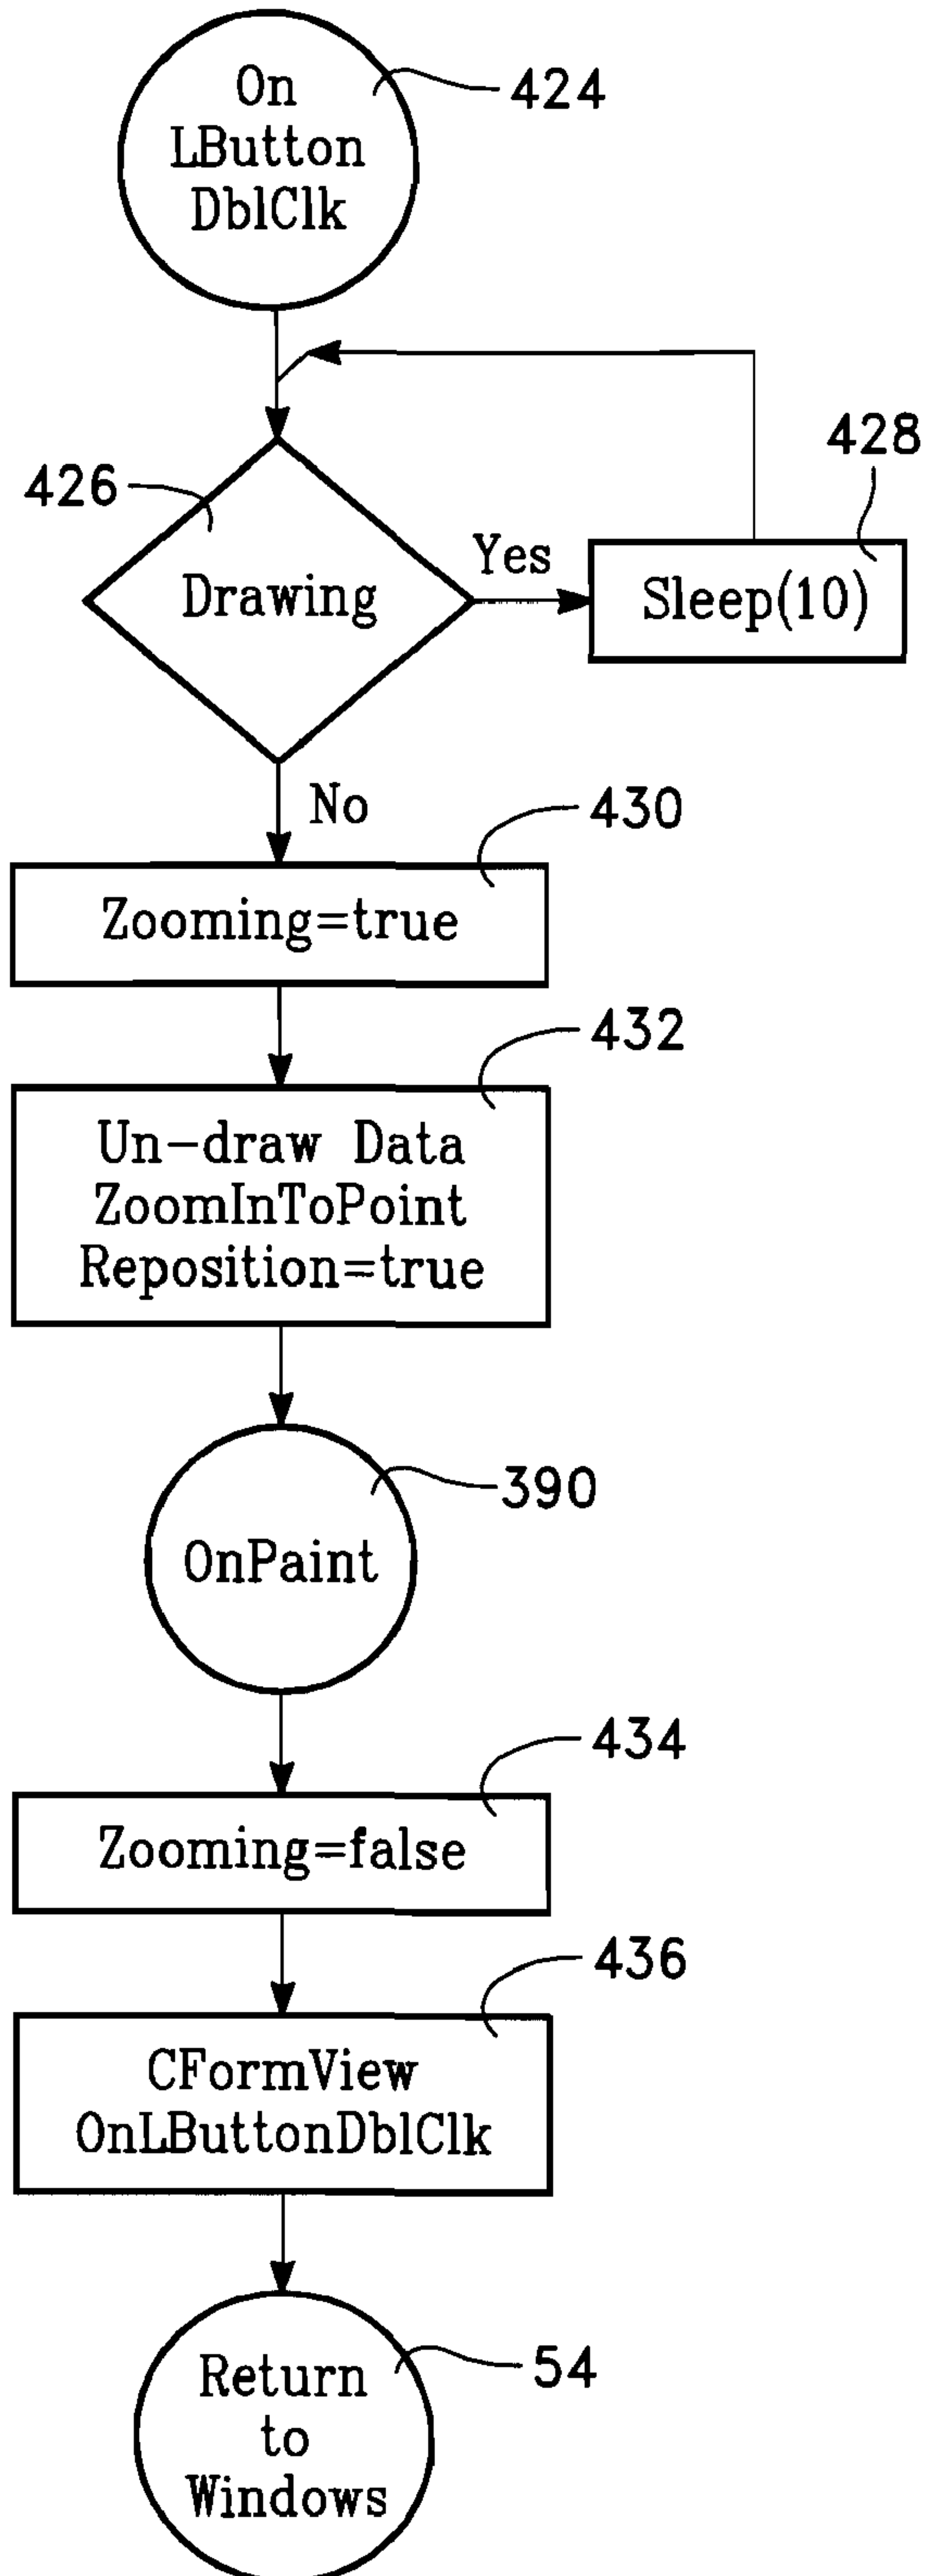 On
LButton
DblClk
424
428
426
Drawing
Yes
Sleep(10)
No
430
Zooming=true
432
Un-draw Data
ZoomInToPoint
Reposition=true
390
OnPaint
434
Zooming=false
436
CFormView
OnLButtonDblClk
54
Return
to
Windows